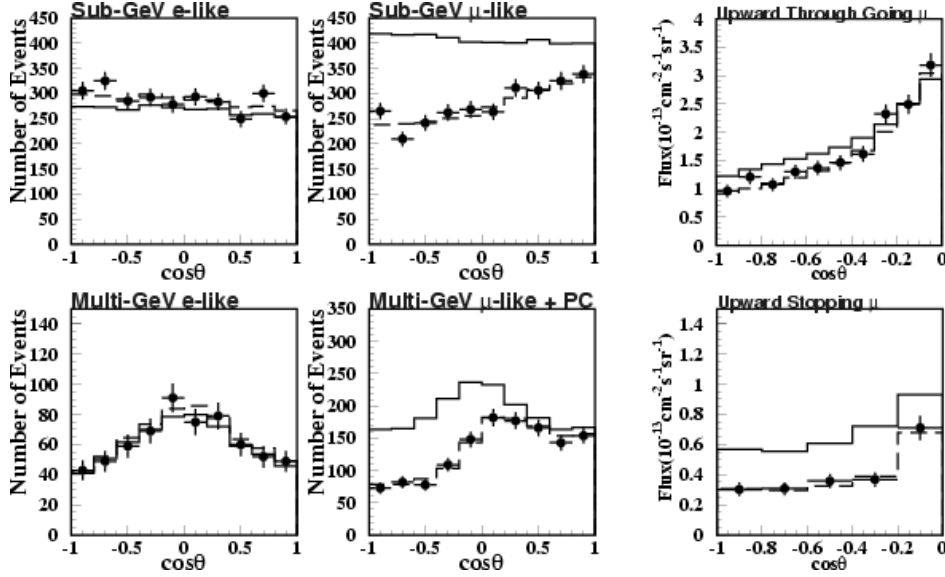 Sub-GeV e-like
Number of Events
450
400
350
300
250
200
150
100
50
0
-1 -0.5 0 0.5 1
cosθ
Sub-GeV μ-like
Number of Events
450
400
350
300
250
200
150
100
50
0
-1 -0.5 0 0.5 1
cosθ
Upward Through Going μ
Flux(10⁻¹³cm⁻²s⁻¹sr⁻¹)
4
3.5
3
2.5
2
1.5
1
0.5
0
-1 -0.8 -0.6 -0.4 -0.2 0
cosθ
Multi-GeV e-like
Number of Events
140
120
100
80
60
40
20
0
-1 -0.5 0 0.5 1
cosθ
Multi-GeV μ-like + PC
Number of Events
350
300
250
200
150
100
50
0
-1 -0.5 0 0.5 1
cosθ
Upward Stopping μ
Flux(10⁻¹³cm⁻²s⁻¹sr⁻¹)
1.4
1.2
1
0.8
0.6
0.4
0.2
0
-1 -0.8 -0.6 -0.4 -0.2 0
cosθ